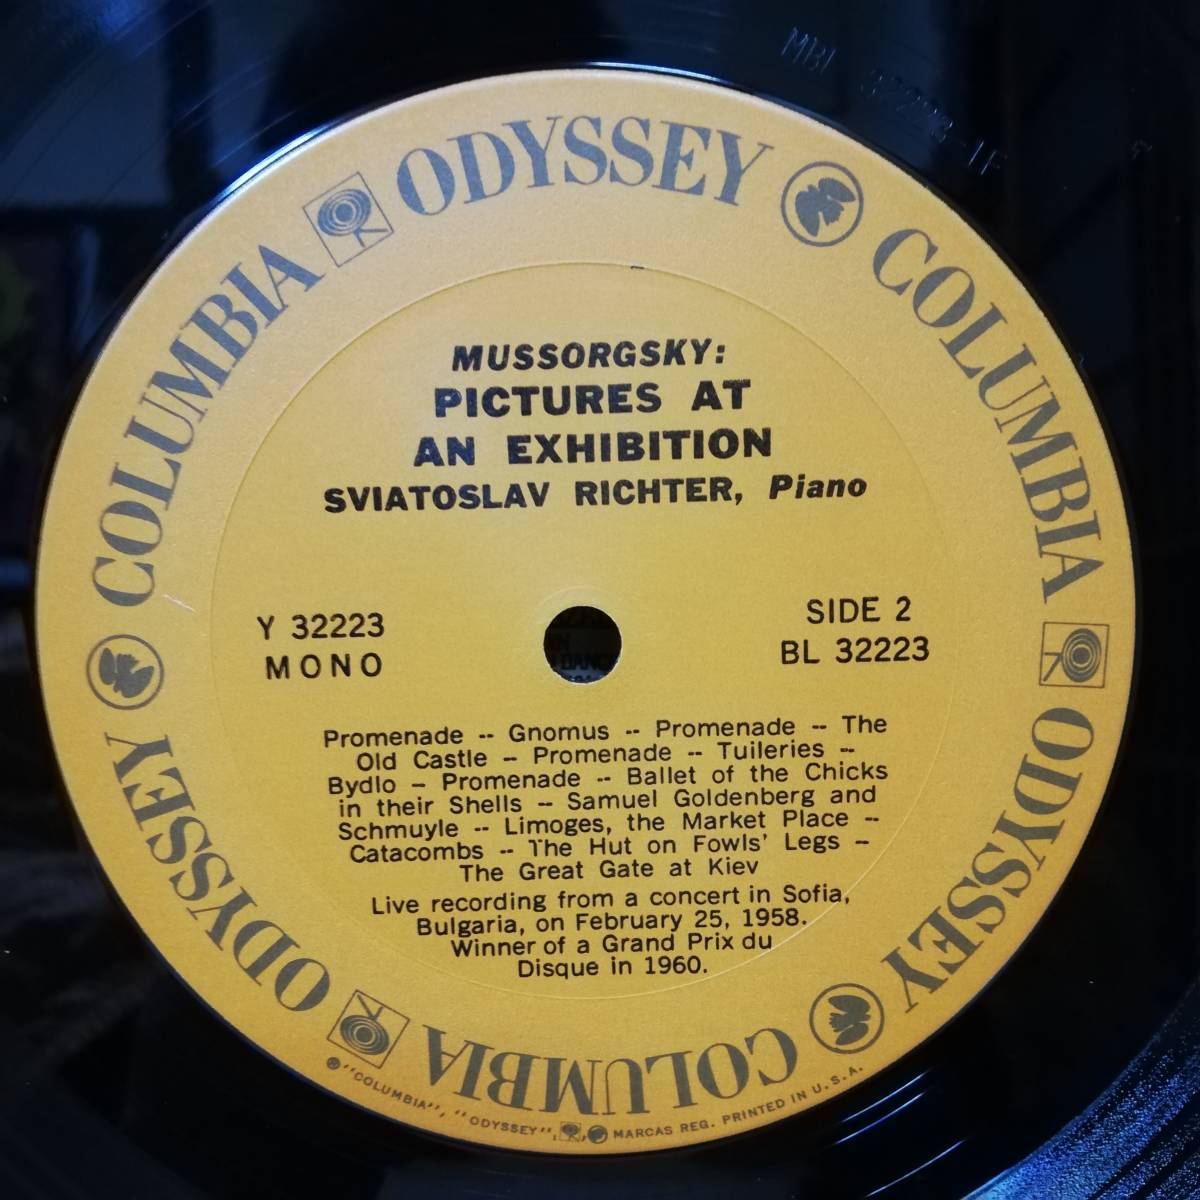 MBL 32223-1F
COLUMBIA ODYSSEY COLUMBIA ODYSSEY COLUMBIA ODYSSEY
MUSSORGSKY:
PICTURES AT
AN EXHIBITION
SVIATOSLAV RICHTER, Piano
Y 32223
MONO
SIDE 2
BL 32223
Promenade -- Gnomus -- Promenade -- The
Old Castle – Promenade -- Tuileries --
Bydlo – Promenade -- Ballet of the Chicks
in their Shells – Samuel Goldenberg and
Schmuyle -- Limoges, the Market Place --
Catacombs -- The Hut on Fowls' Legs –
The Great Gate at Kiev
Live recording from a concert in Sofia,
Bulgaria, on February 25, 1958.
Winner of a Grand Prix du
Disque in 1960.
® "COLUMBIA", "ODYSSEY", MARCAS REG. PRINTED IN U.S.A.